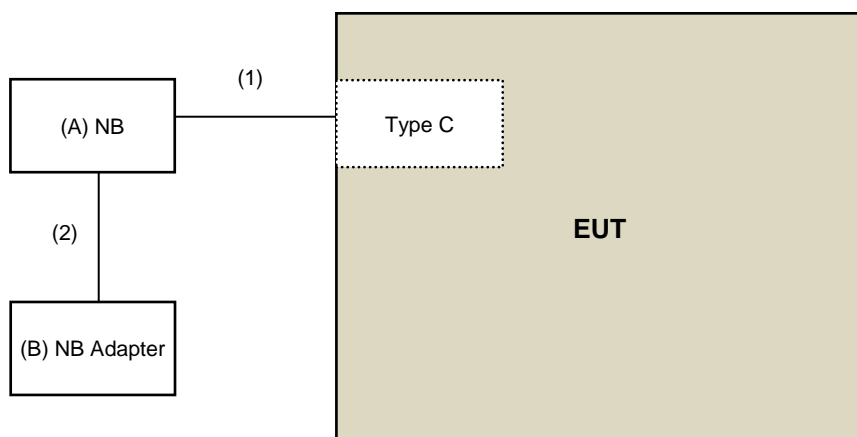 (1)
(A) NB
Type C
EUT
(2)
(B) NB Adapter